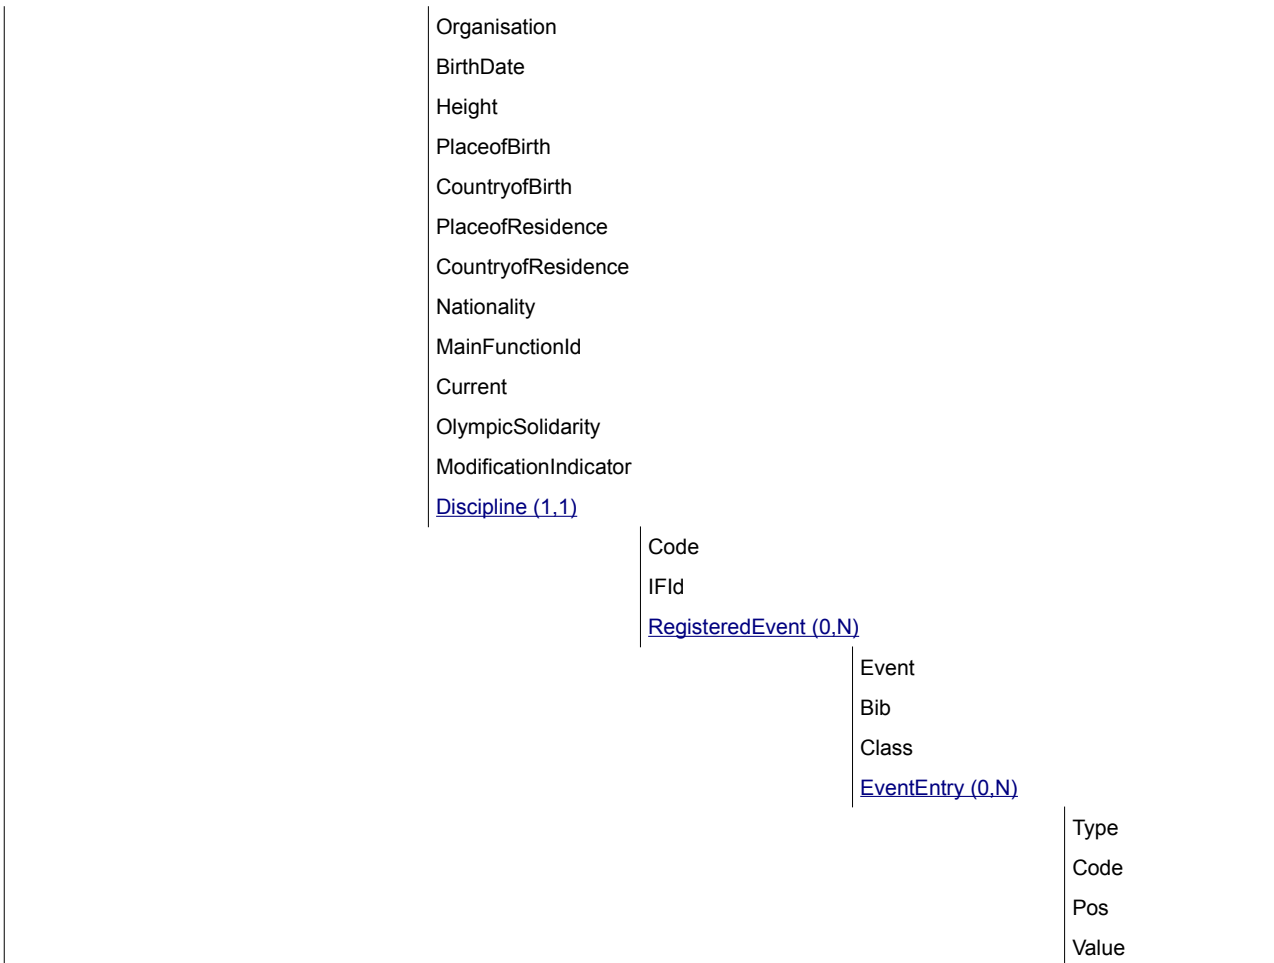 Organisation
BirthDate
Height
PlaceofBirth
CountryofBirth
PlaceofResidence
CountryofResidence
Nationality
MainFunctionId
Current
OlympicSolidarity
ModificationIndicator
Discipline (1,1)
Code
IFId
RegisteredEvent (0,N)
Event
Bib
Class
EventEntry (0,N)
Type
Code
Pos
Value